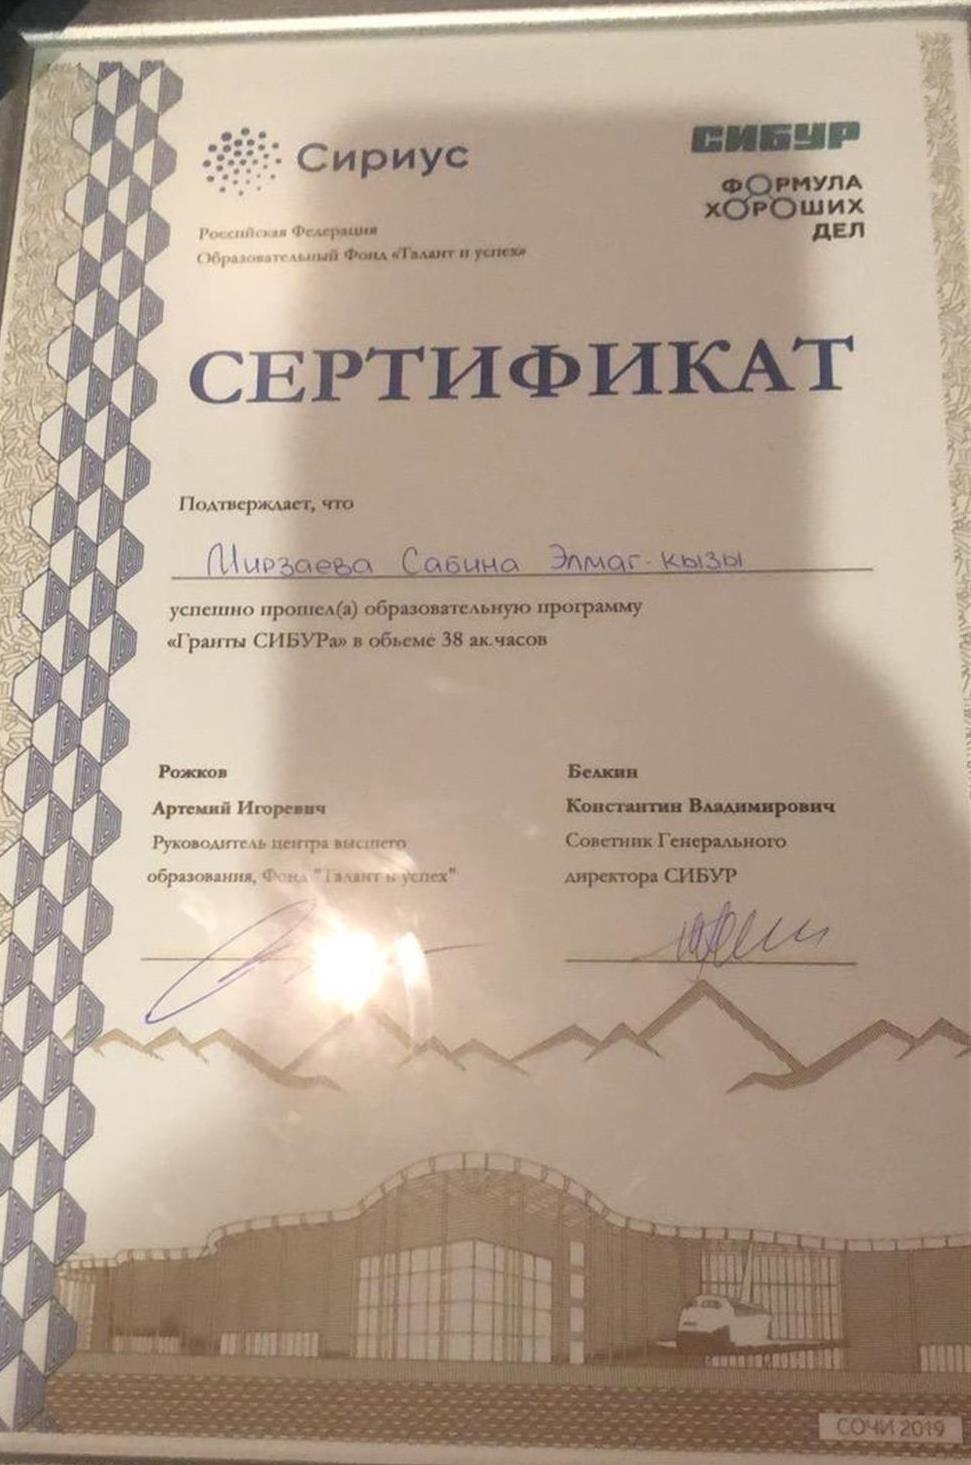 Сириус
СИБУР
ФОРМУЛА
ХОРОШИХ
ДЕЛ
Российская Федерация
Образовательный Фонд «Талант и успех»
СЕРТИФИКАТ
Подтверждает, что
Мирзаева Сабина Элмаг-кызы
успешно прошел(а) образовательную программу
«Гранты СИБУРа» в обьеме 38 ак.часов
Рожков
Артемий Игоревич
Руководитель центра высшего
образования, Фонд "Талант и успех"
Белкин
Константин Владимирович
Советник Генерального
директора СИБУР
СОЧИ 2019